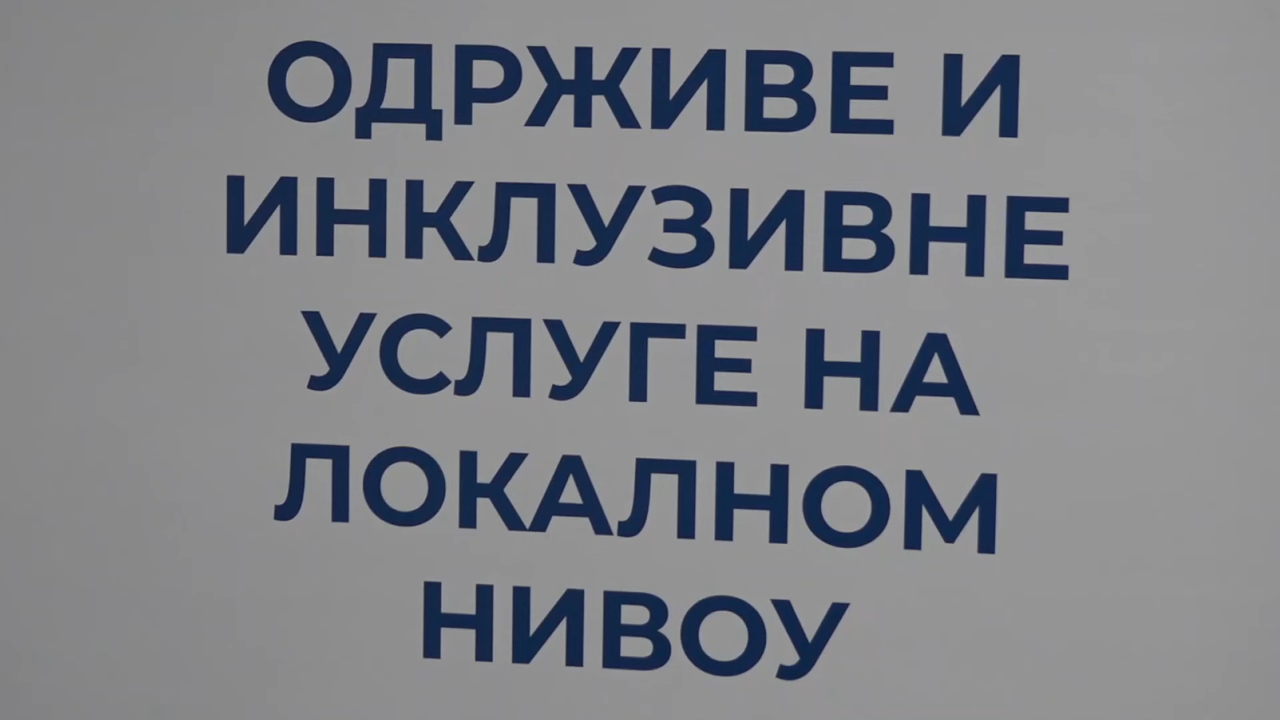 ОДРЖИВЕ И
ИНКЛУЗИВНЕ
УСЛУГЕ НА
ЛОКАЛНОМ
НИВОУ